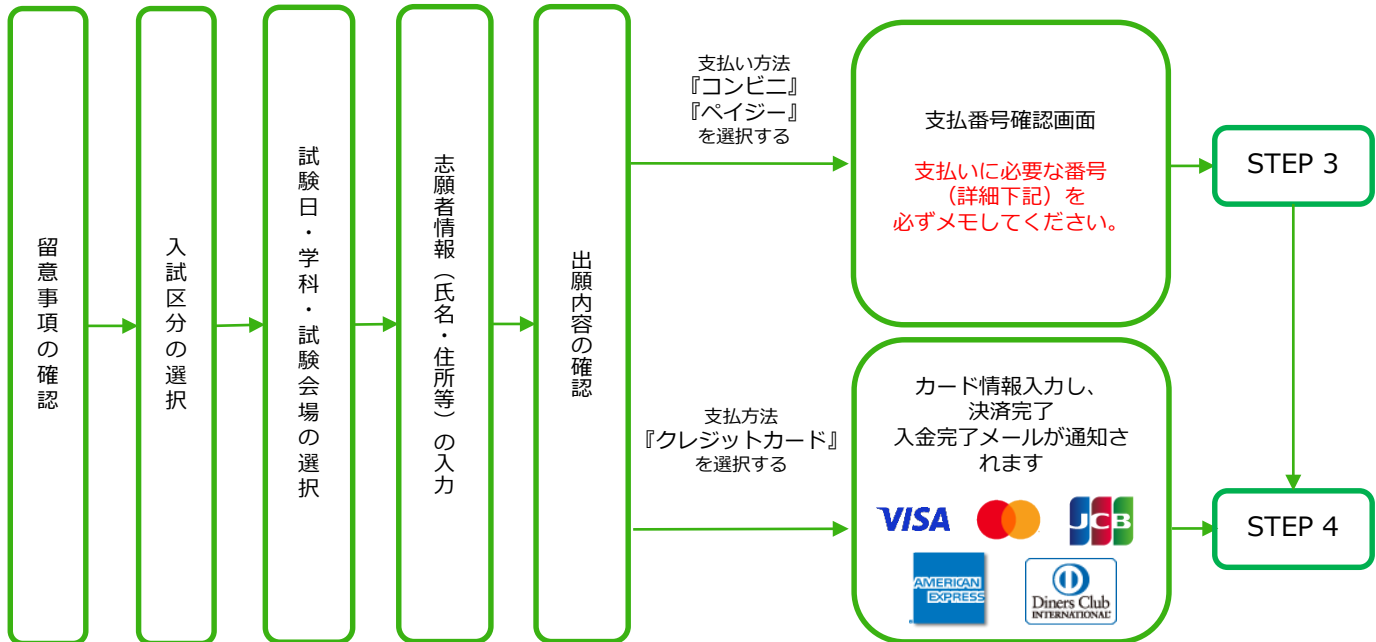 留意事項の確認
入試区分の選択
試験日・学科・試験会場の選択
志願者情報（氏名・住所等）の入力
出願内容の確認
支払い方法
『コンビニ』
『ペイジー』
を選択する
支払番号確認画面
支払いに必要な番号
（詳細下記）を
必ずメモしてください。
STEP 3
支払方法
『クレジットカード』
を選択する
カード情報入力し、
決済完了
入金完了メールが通知さ
れます
VISA
JCB
AMERICAN
EXPRESS
Diners Club
INTERNATIONAL®
STEP 4